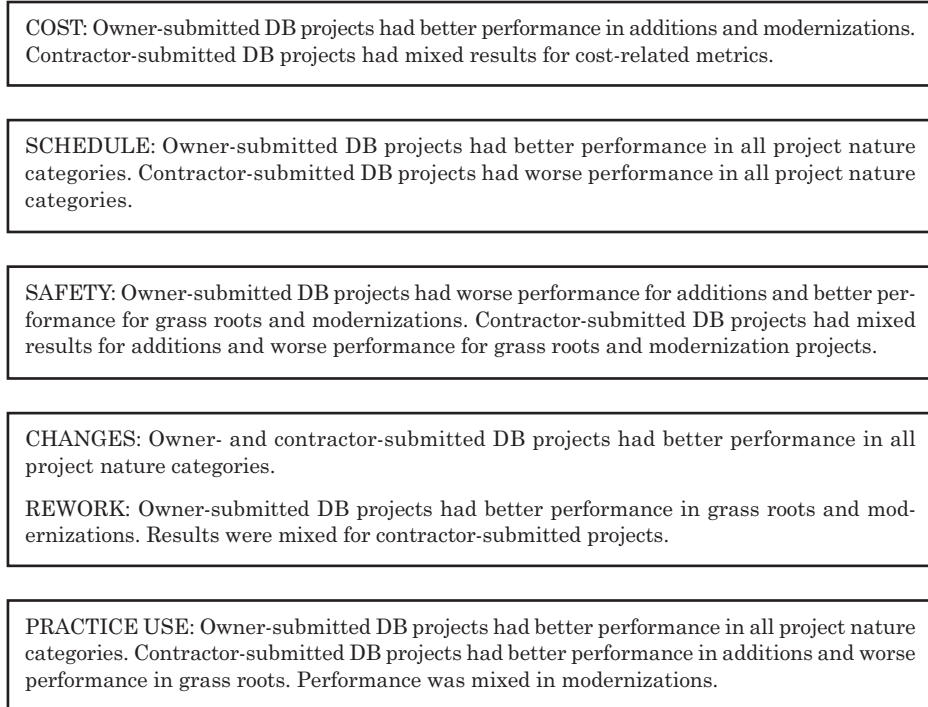 COST: Owner-submitted DB projects had better performance in additions and modernizations.
Contractor-submitted DB projects had mixed results for cost-related metrics.
SCHEDULE: Owner-submitted DB projects had better performance in all project nature
categories. Contractor-submitted DB projects had worse performance in all project nature
categories.
SAFETY: Owner-submitted DB projects had worse performance for additions and better per-
formance for grass roots and modernizations. Contractor-submitted DB projects had mixed
results for additions and worse performance for grass roots and modernization projects.
CHANGES: Owner- and contractor-submitted DB projects had better performance in all
project nature categories.
REWORK: Owner-submitted DB projects had better performance in grass roots and mod-
ernizations. Results were mixed for contractor-submitted projects.
PRACTICE USE: Owner-submitted DB projects had better performance in all project nature
categories. Contractor-submitted DB projects had better performance in additions and worse
performance in grass roots. Performance was mixed in modernizations.